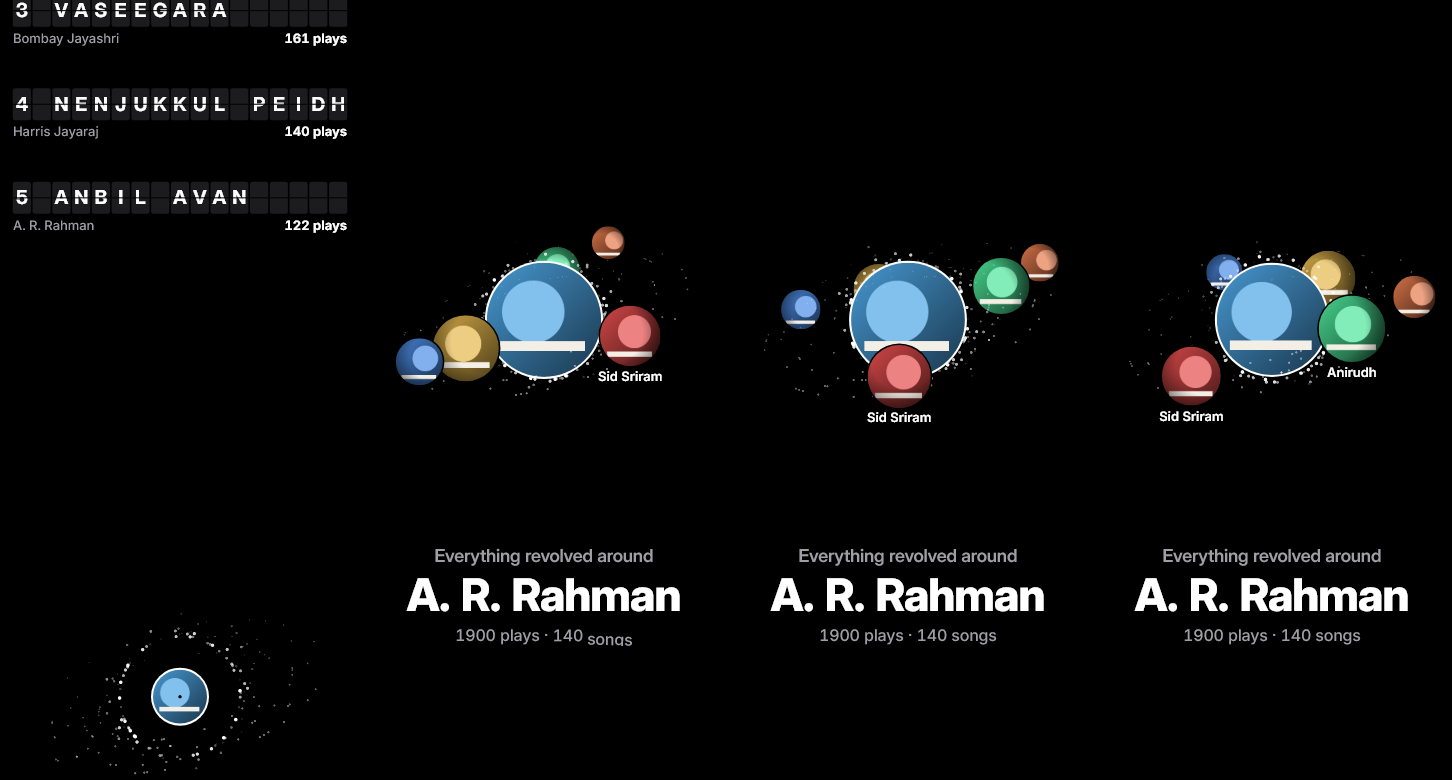 3 VASEEGARA
Bombay Jayashri 161 plays
4 NENJUKKUL PEIDH
Harris Jayaraj 140 plays
5 ANBIL AVAN
A. R. Rahman 122 plays
Sid Sriram
Everything revolved around
A. R. Rahman
1900 plays · 140 songs
Sid Sriram
Everything revolved around
A. R. Rahman
1900 plays · 140 songs
Anirudh
Sid Sriram
Everything revolved around
A. R. Rahman
1900 plays · 140 songs